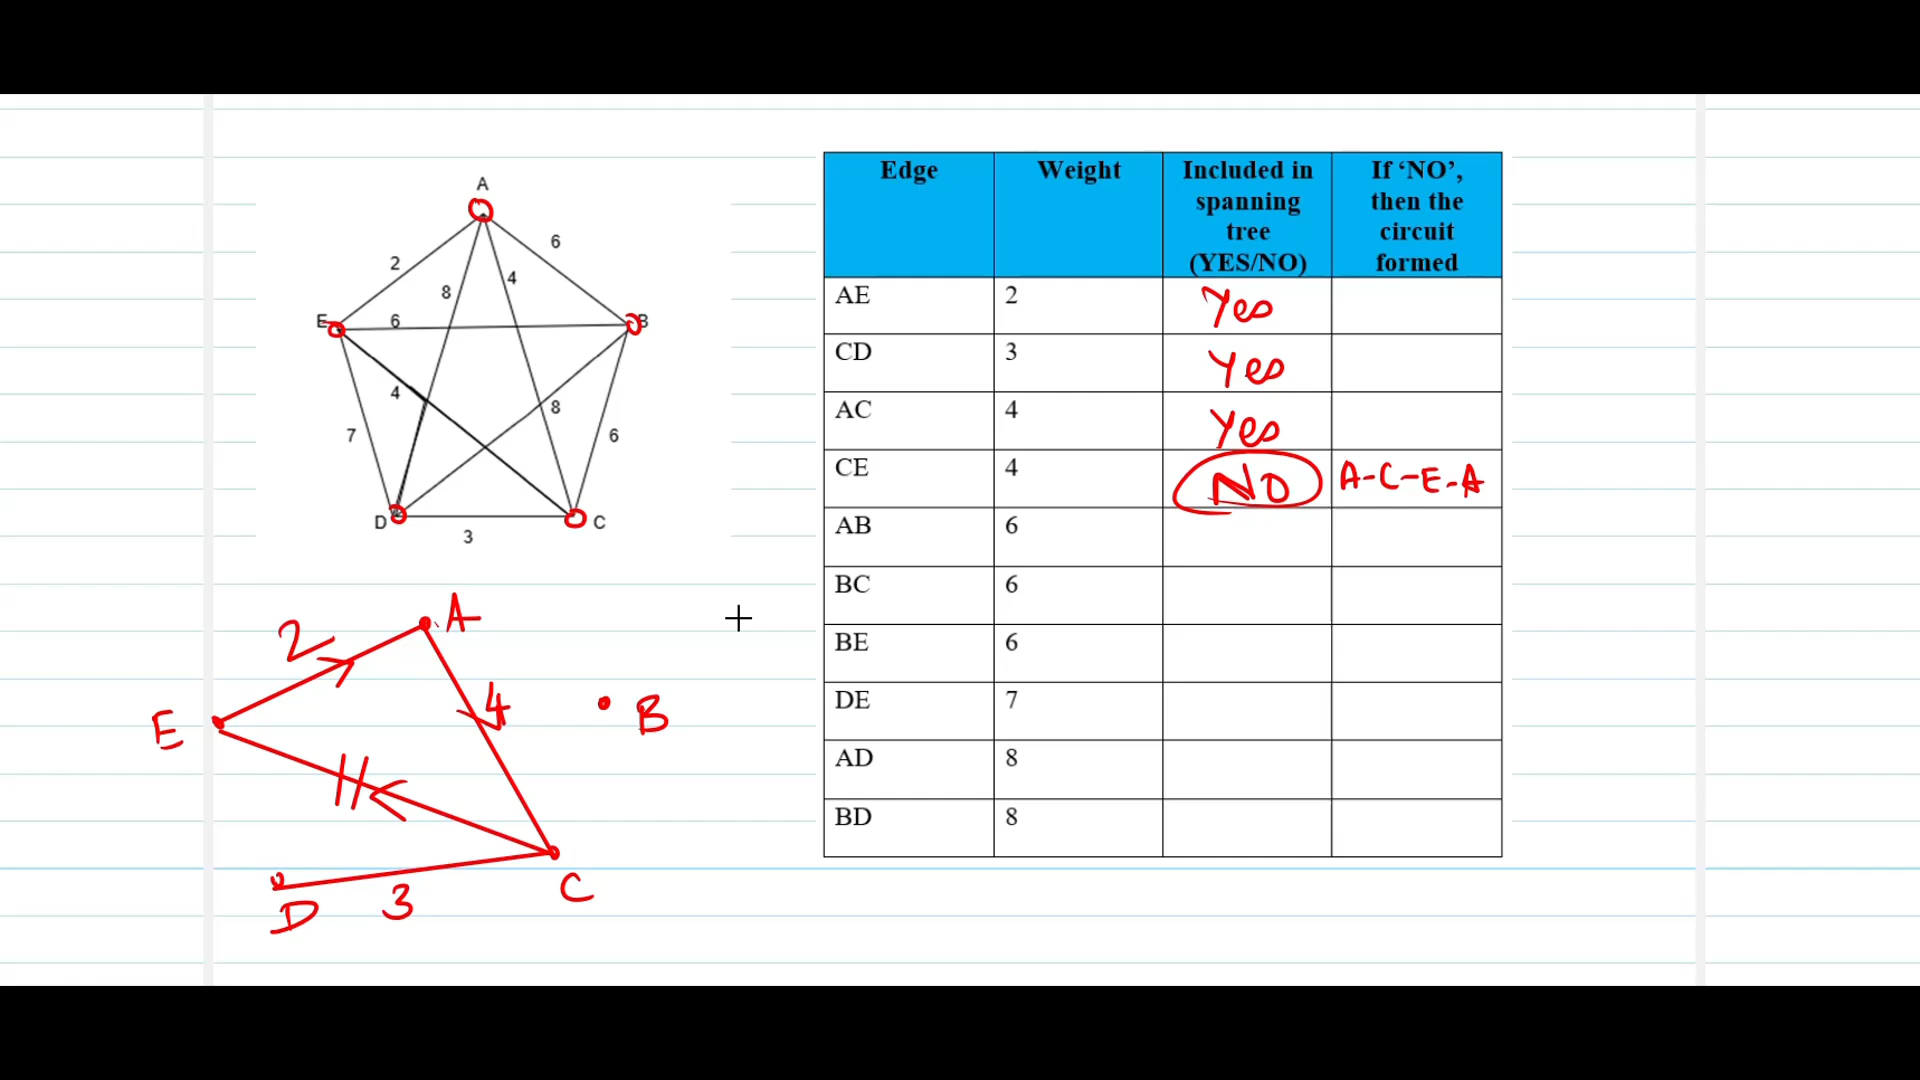 A
6
2
4
8
E
6
B
4
8
7
6
D
C
3
Edge Weight Included in spanning tree (YES/NO) If ‘NO’, then the circuit formed
AE 2 Yes
CD 3 Yes
AC 4 Yes
CE 4 NO A-C-E-A
AB 6
BC 6
BE 6
DE 7
AD 8
BD 8
A
2
4
B
E
C
D
3